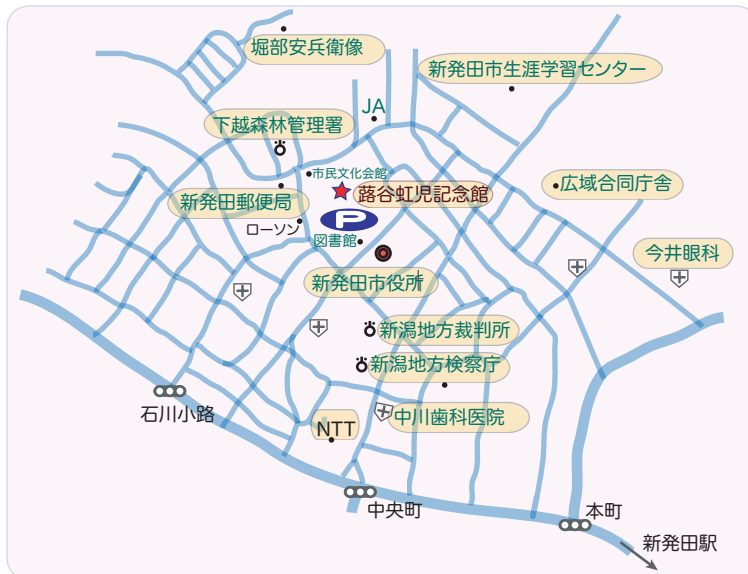 堀部安兵衛像
新発田市生涯学習センター
JA
下越森林管理署
市民文化会館
蕗谷虹児記念館
広域合同庁舎
新発田郵便局
ローソン
P
図書館
今井眼科
新発田市役所
新潟地方裁判所
新潟地方検察庁
石川小路
NTT
中川歯科医院
中央町
本町
新発田駅